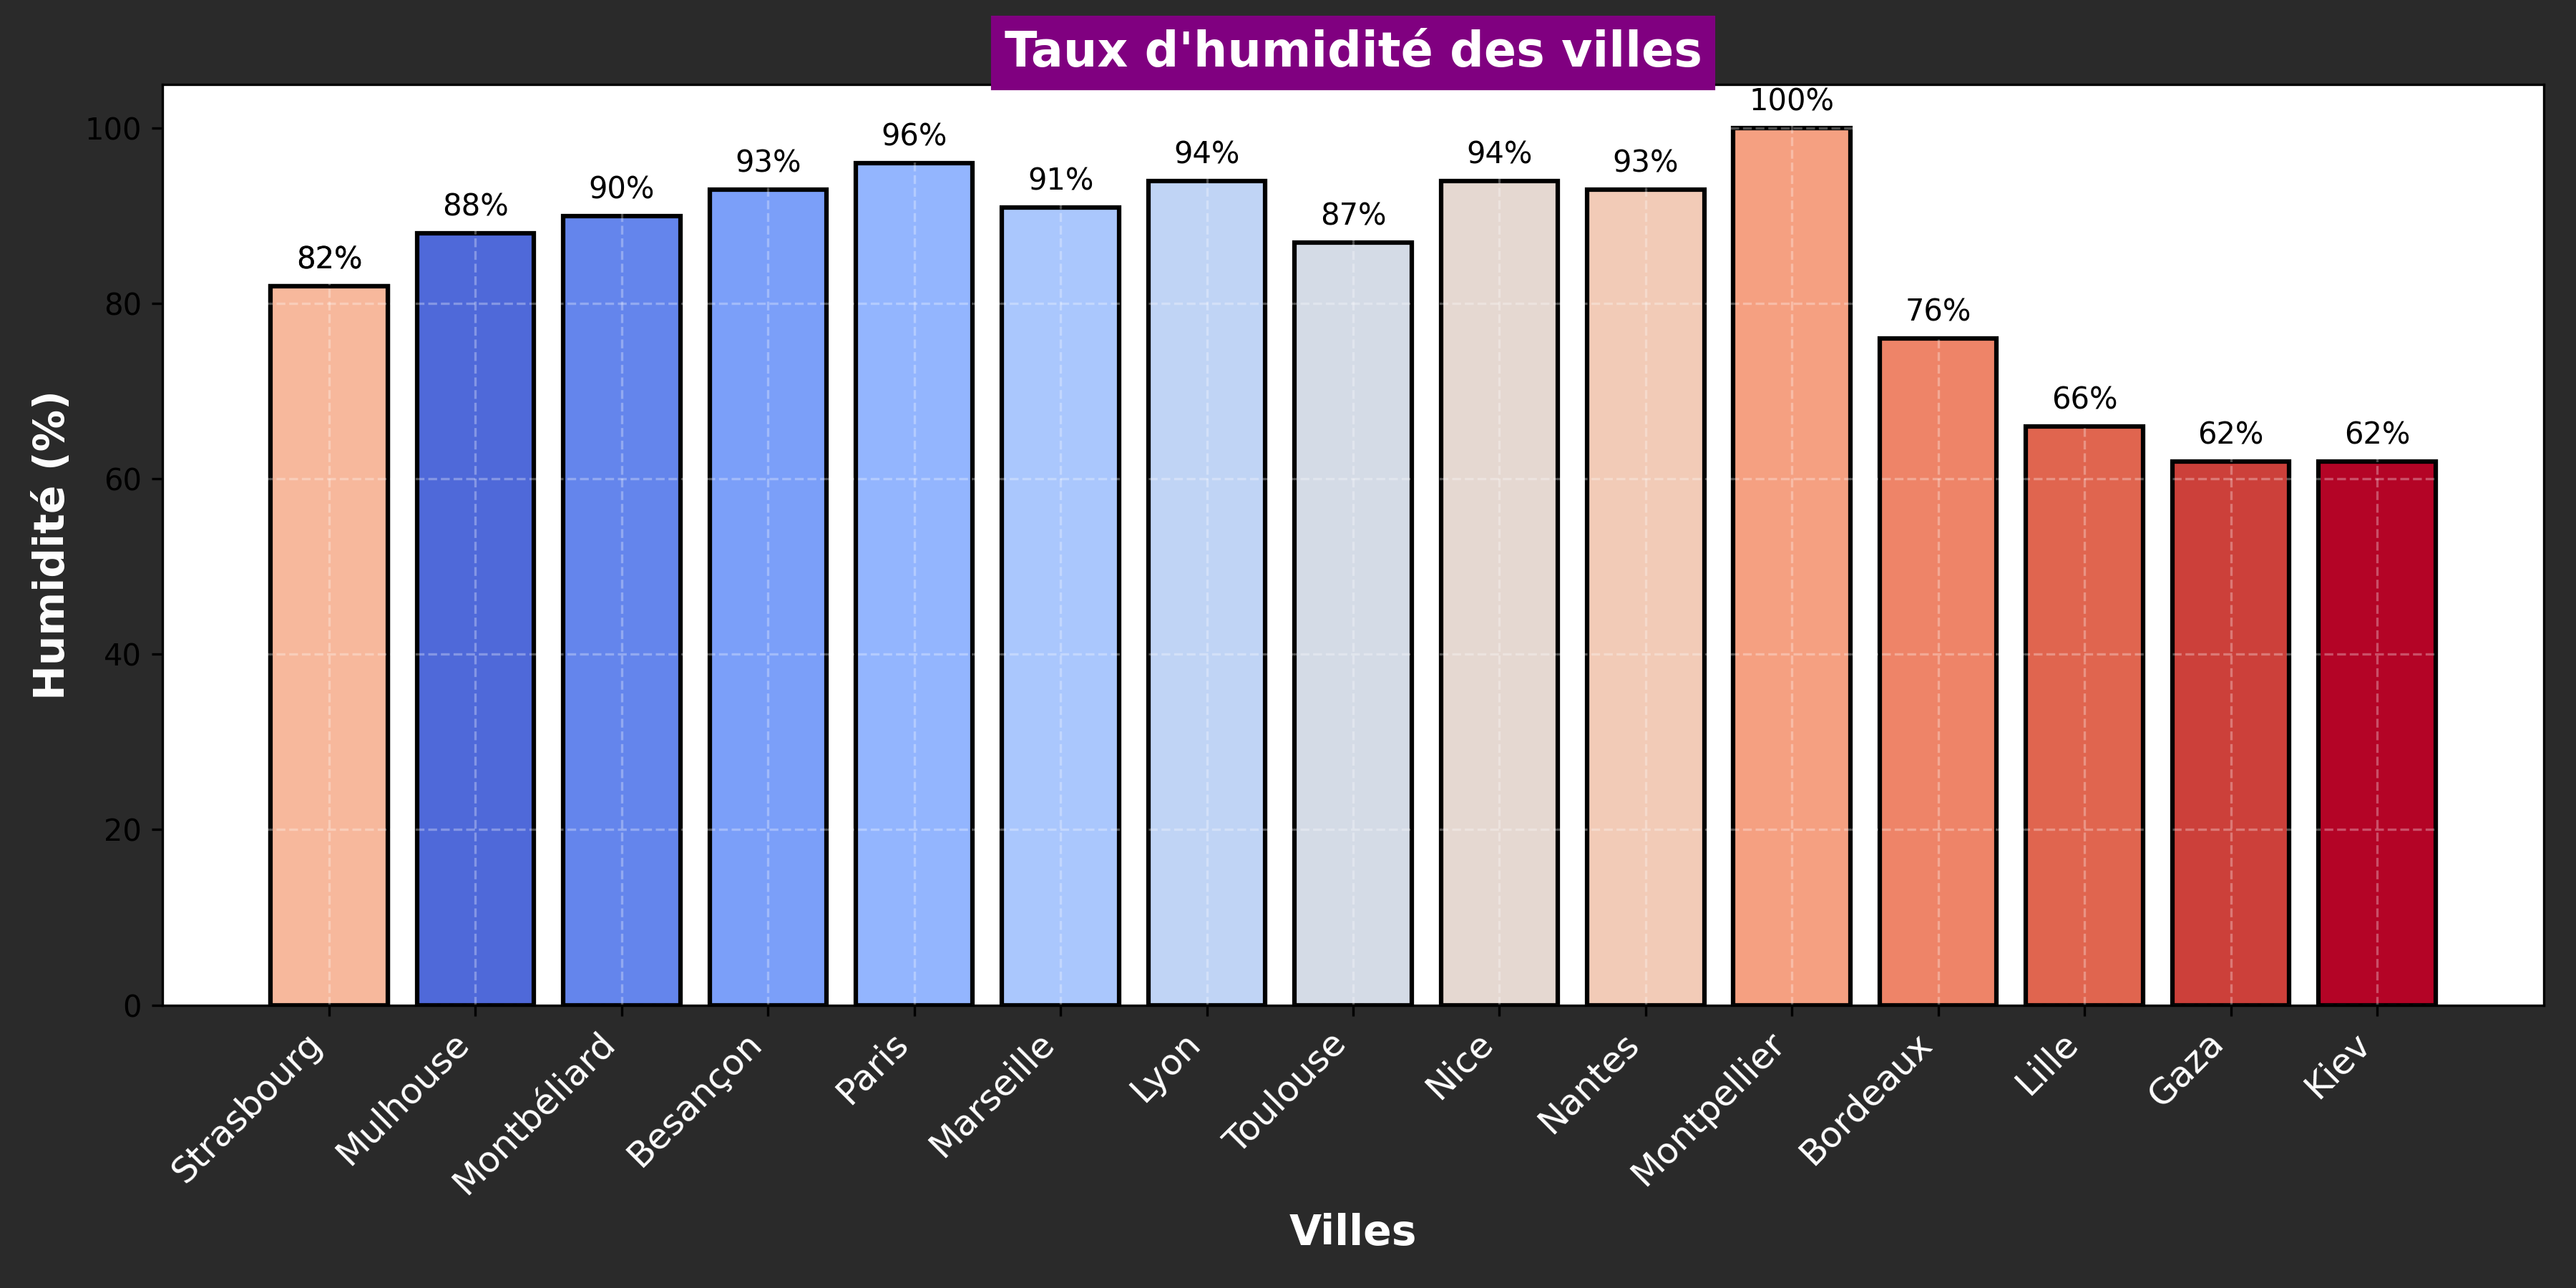 Taux d'humidité des villes
Humidité (%)
100
80
60
40
20
0
82%
88%
90%
93%
96%
91%
94%
87%
94%
93%
100%
76%
66%
62%
62%
Strasbourg
Mulhouse
Montbéliard
Besançon
Paris
Marseille
Lyon
Toulouse
Nice
Nantes
Montpellier
Bordeaux
Lille
Gaza
Kiev
Villes